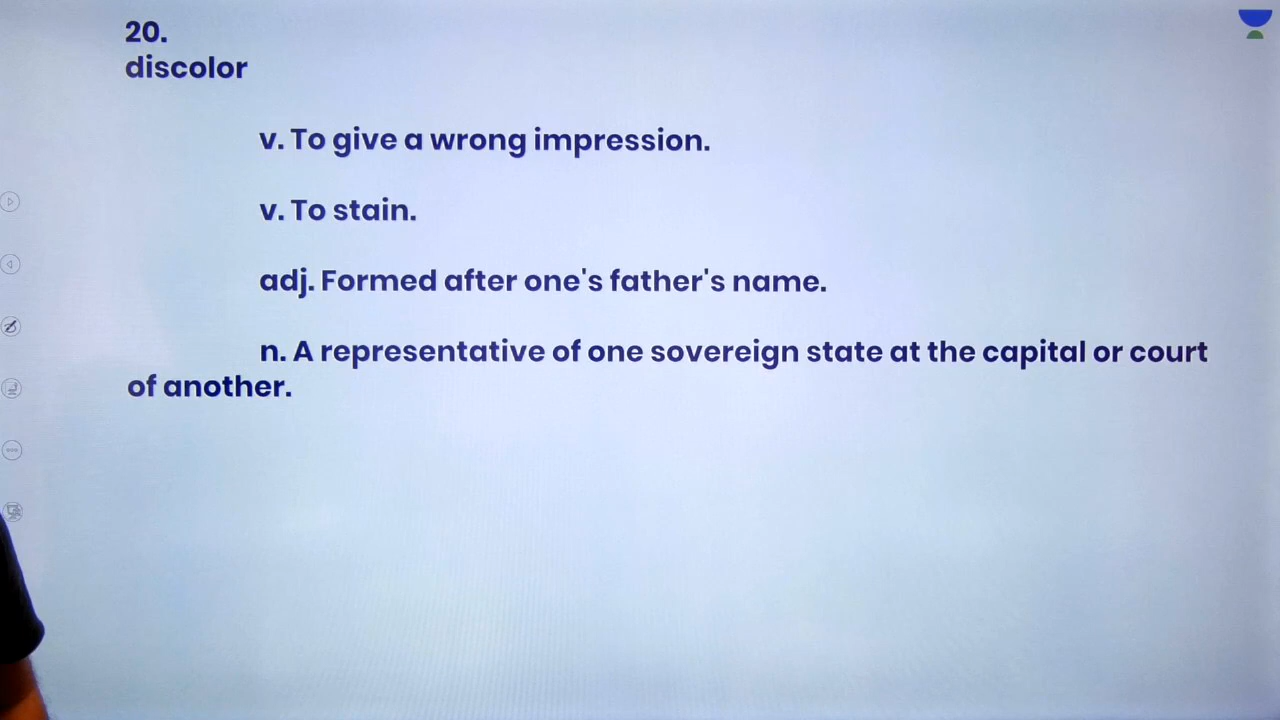 20.
discolor
v. To give a wrong impression.
v. To stain.
adj. Formed after one's father's name.
n. A representative of one sovereign state at the capital or court
of another.